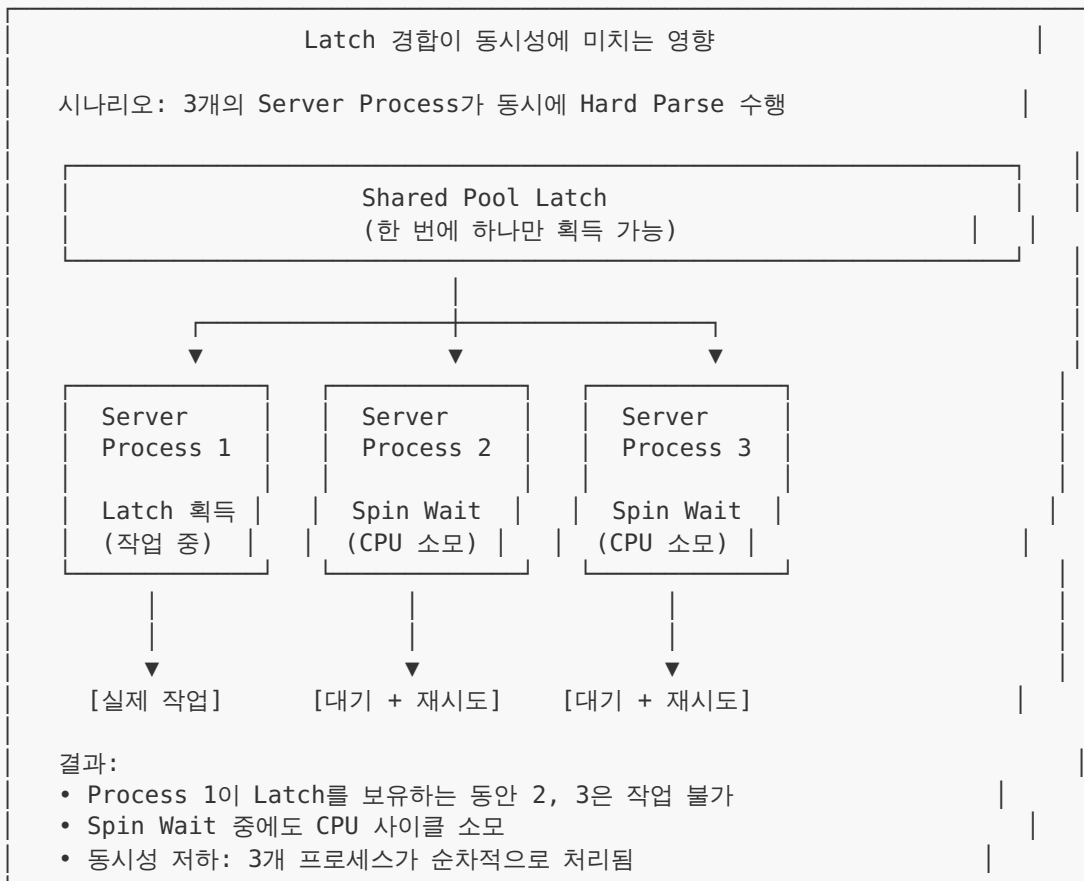 Latch 경합이 동시성에 미치는 영향
시나리오: 3개의 Server Process가 동시에 Hard Parse 수행
Shared Pool Latch
(한 번에 하나만 획득 가능)
Server Server Server
Process 1 Process 2 Process 3
Latch 획득 Spin Wait Spin Wait
(작업 중) (CPU 소모) (CPU 소모)
[실제 작업] [대기 + 재시도] [대기 + 재시도]
결과:
• Process 1이 Latch를 보유하는 동안 2, 3은 작업 불가
• Spin Wait 중에도 CPU 사이클 소모
• 동시성 저하: 3개 프로세스가 순차적으로 처리됨